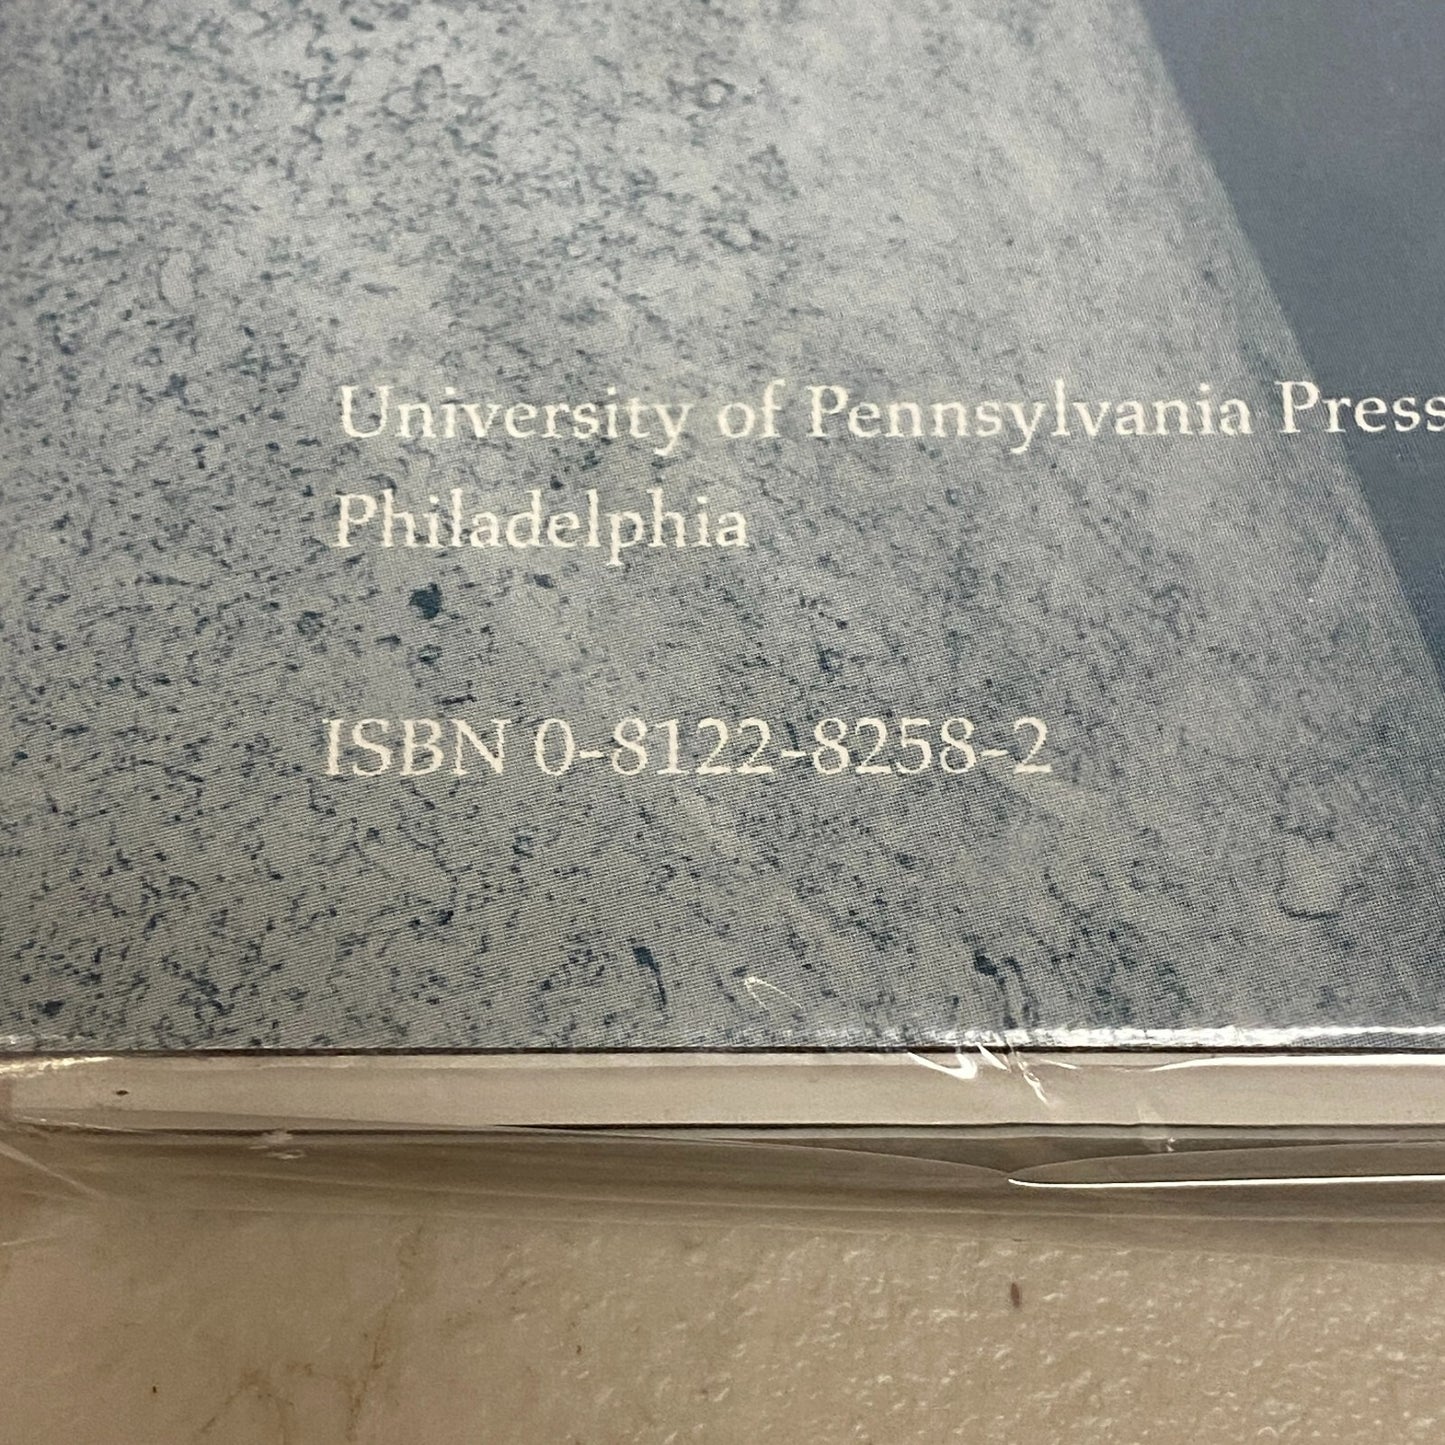 University of Pennsylvania Press
Philadelphia
ISBN 0-8122-8258-2